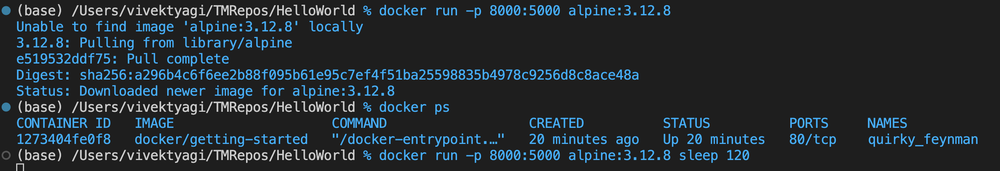 (base) /Users/vivektyagi/TMRepos/HelloWorld % docker run -p 8000:5000 alpine:3.12.8
Unable to find image 'alpine:3.12.8' locally
3.12.8: Pulling from library/alpine
e519532ddf75: Pull complete
Digest: sha256:a296b4c6f6ee2b88f095b61e95c7ef4f51ba25598835b4978c9256d8c8ace48a
Status: Downloaded newer image for alpine:3.12.8
(base) /Users/vivektyagi/TMRepos/HelloWorld % docker ps
CONTAINER ID   IMAGE                    COMMAND                  CREATED          STATUS          PORTS     NAMES
1273404fe0f8   docker/getting-started   "/docker-entrypoint.…"   20 minutes ago   Up 20 minutes   80/tcp    quirky_feynman
(base) /Users/vivektyagi/TMRepos/HelloWorld % docker run -p 8000:5000 alpine:3.12.8 sleep 120